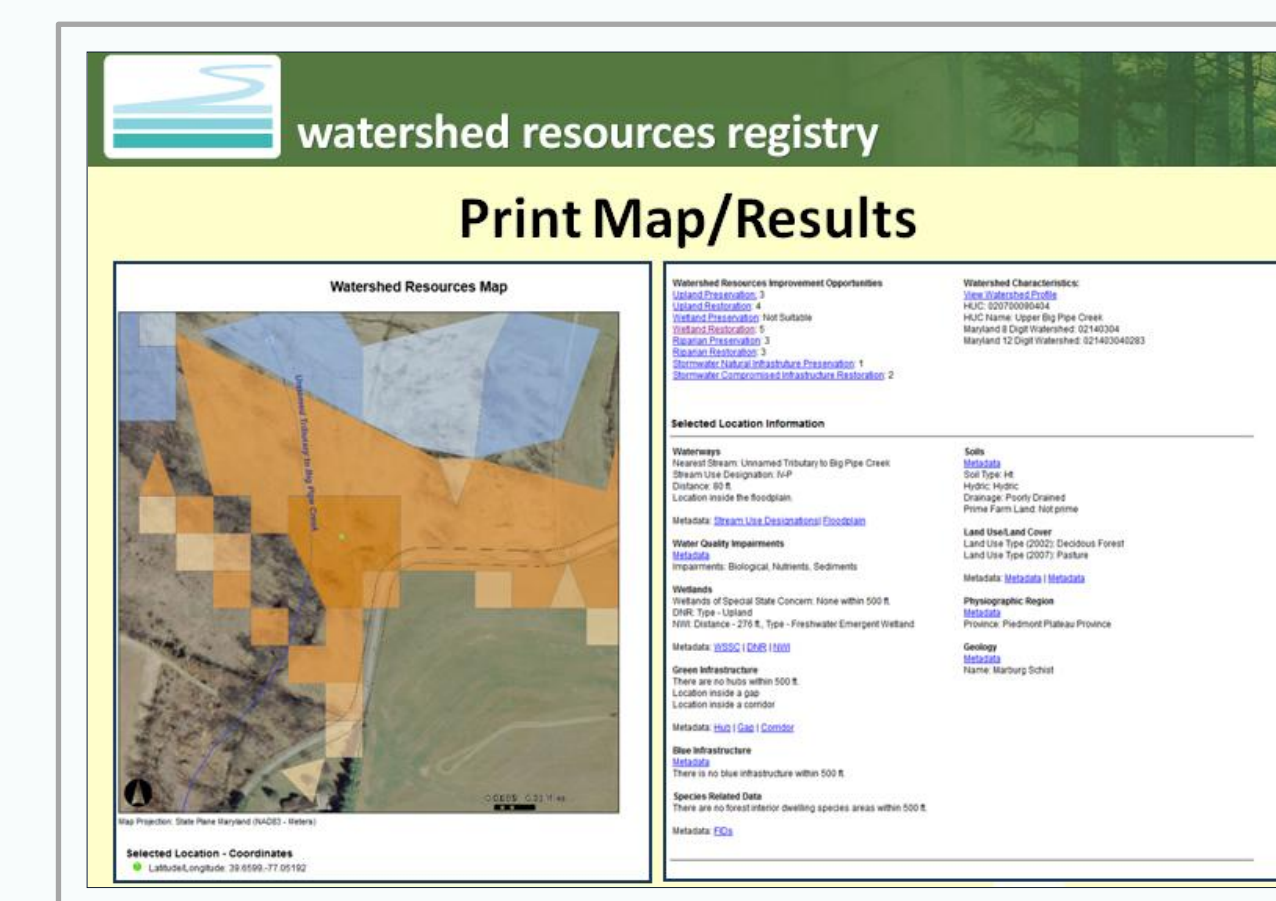 watershed resources registry
Print Map/Results
Watershed Resources Map
Unnamed Tributary to Big Pipe Creek
Map Projection: State Plane Maryland (NAD83 - Meters)
Selected Location - Coordinates
Latitude/Longitude: 39.6599,-77.05192
Watershed Resources Improvement Opportunities
Upland Preservation: 3
Upland Restoration: 4
Wetland Preservation: Not Suitable
Wetland Restoration: 5
Riparian Preservation: 3
Riparian Restoration: 3
Stormwater Natural Infrastruture Preservation: 1
Stormwater Compromised Infrastructure Restoration: 2
Watershed Characteristics:
View Watershed Profile
HUC: 020700090404
HUC Name: Upper Big Pipe Creek
Maryland 8 Digit Watershed: 02140304
Maryland 12 Digit Watershed: 021403040283
Selected Location Information
Waterways
Nearest Stream: Unnamed Tributary to Big Pipe Creek
Stream Use Designation: IV-P
Distance: 80 ft.
Location inside the floodplain.
Metadata: Stream Use Designations| Floodplain
Water Quality Impairments
Metadata
Impairments: Biological, Nutrients, Sediments
Wetlands
Wetlands of Special State Concern: None within 500 ft.
DNR: Type - Upland
NWI: Distance - 276 ft., Type - Freshwater Emergent Wetland
Metadata: WSSC | DNR | NWI
Green Infrastructure
There are no hubs within 500 ft.
Location inside a gap
Location inside a corridor
Metadata: Hub | Gap | Corridor
Blue Infrastructure
Metadata
There is no blue infrastructure within 500 ft.
Species Related Data
There are no forest interior dwelling species areas within 500 ft.
Metadata: FIDs
Soils
Metadata
Soil Type: Ht
Hydric: Hydric
Drainage: Poorly Drained
Prime Farm Land: Not prime
Land Use/Land Cover
Land Use Type (2002): Decidous Forest
Land Use Type (2007): Pasture
Metadata: Metadata | Metadata
Physiographic Region
Metadata
Province: Piedmont Plateau Province
Geology
Metadata
Name: Marburg Schist